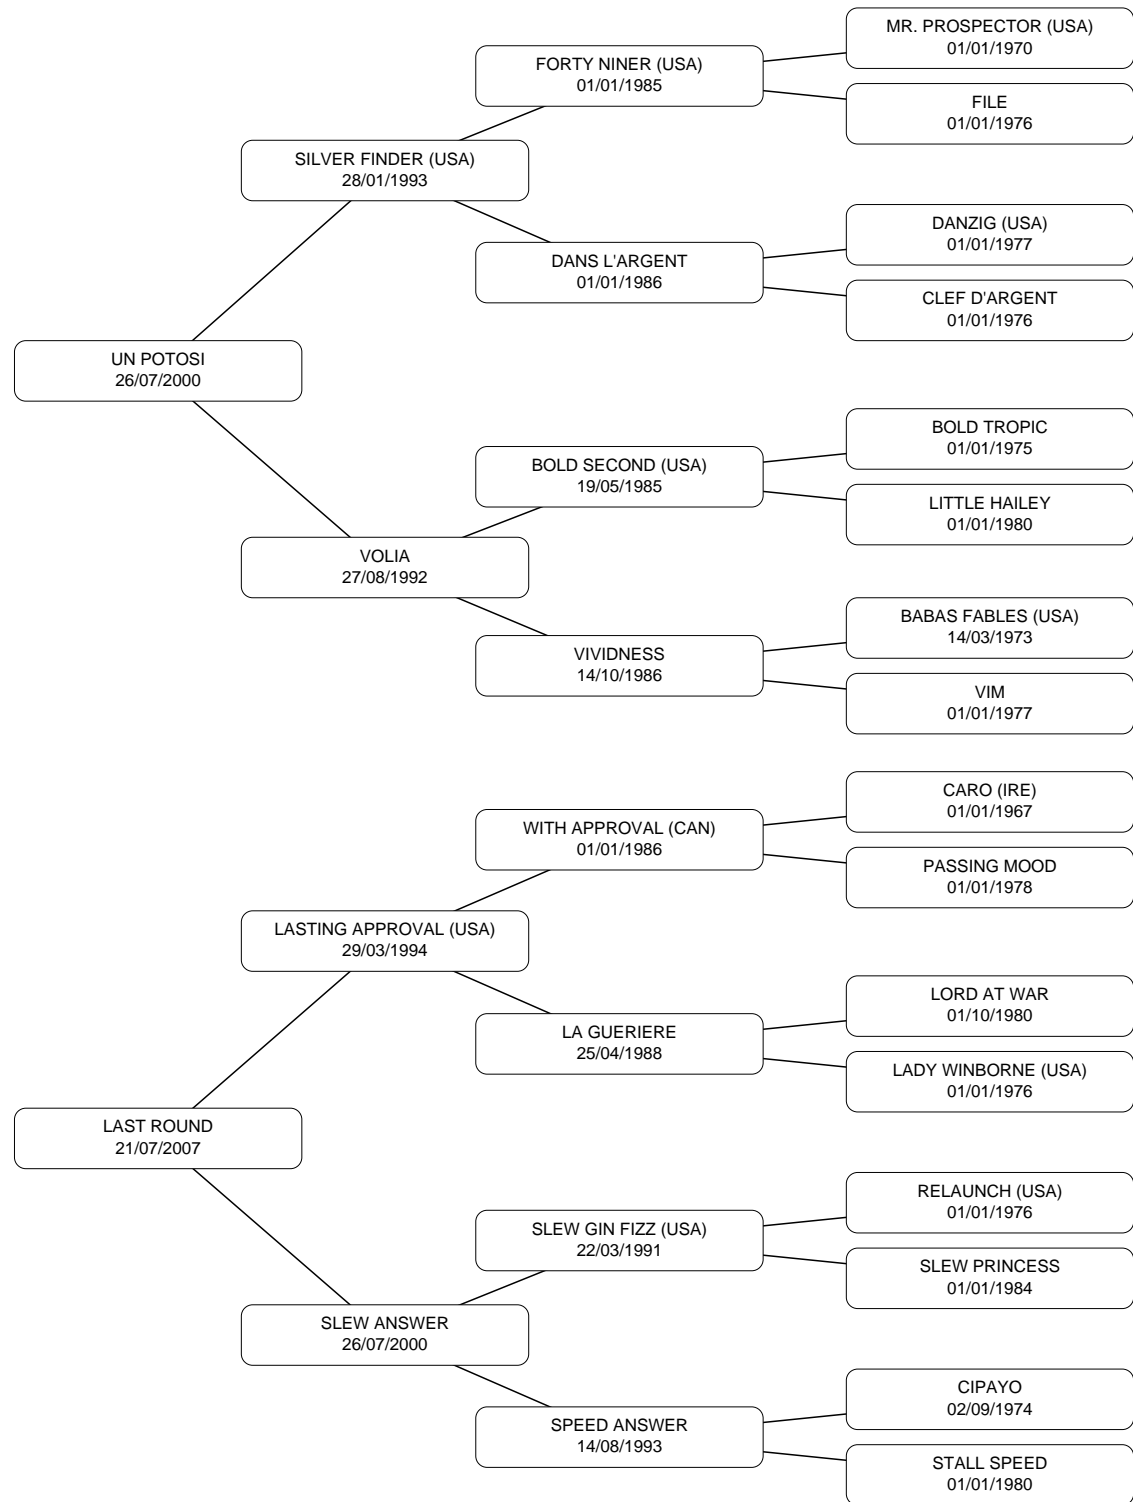 MR. PROSPECTOR (USA)
01/01/1970
FORTY NINER (USA)
01/01/1985
FILE
01/01/1976
SILVER FINDER (USA)
28/01/1993
DANZIG (USA)
01/01/1977
DANS L'ARGENT
01/01/1986
CLEF D'ARGENT
01/01/1976
UN POTOSI
26/07/2000
BOLD TROPIC
01/01/1975
BOLD SECOND (USA)
19/05/1985
LITTLE HAILEY
01/01/1980
VOLIA
27/08/1992
BABAS FABLES (USA)
14/03/1973
VIVIDNESS
14/10/1986
VIM
01/01/1977
CARO (IRE)
01/01/1967
WITH APPROVAL (CAN)
01/01/1986
PASSING MOOD
01/01/1978
LASTING APPROVAL (USA)
29/03/1994
LORD AT WAR
01/10/1980
LA GUERIERE
25/04/1988
LADY WINBORNE (USA)
01/01/1976
LAST ROUND
21/07/2007
RELAUNCH (USA)
01/01/1976
SLEW GIN FIZZ (USA)
22/03/1991
SLEW PRINCESS
01/01/1984
SLEW ANSWER
26/07/2000
CIPAYO
02/09/1974
SPEED ANSWER
14/08/1993
STALL SPEED
01/01/1980